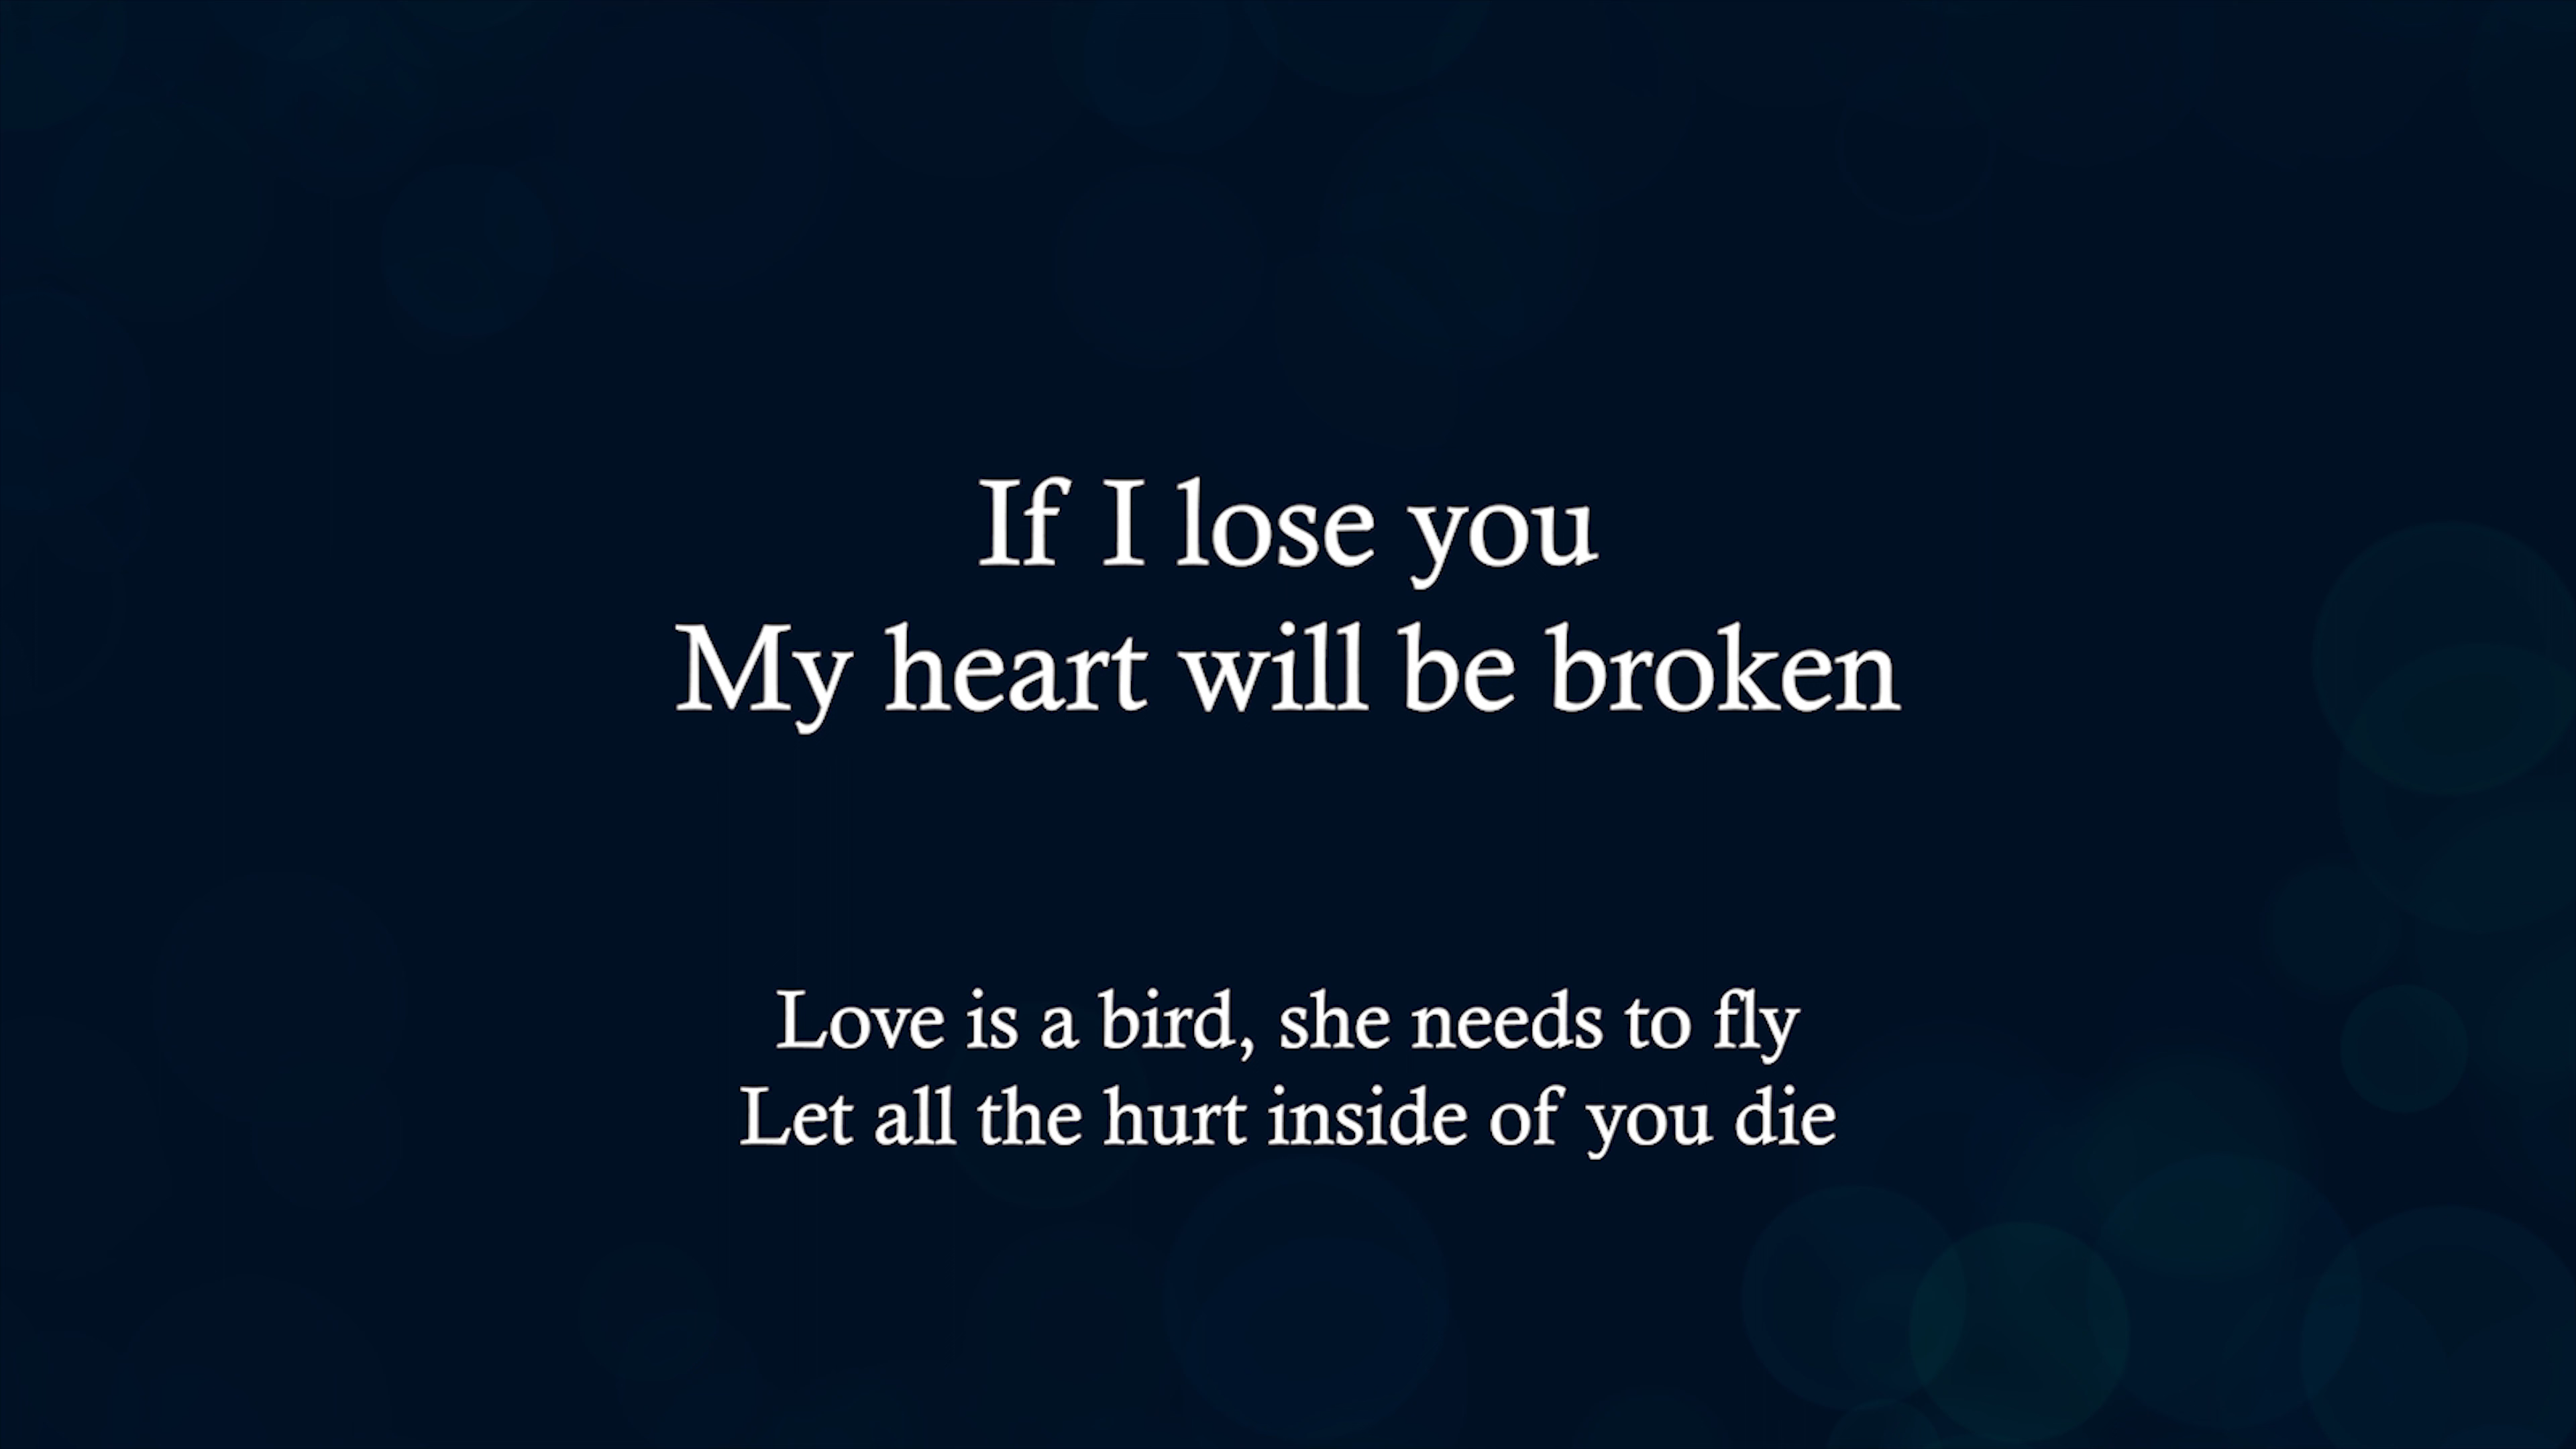 If I lose you
My heart will be broken
Love is a bird, she needs to fly
Let all the hurt inside of you die